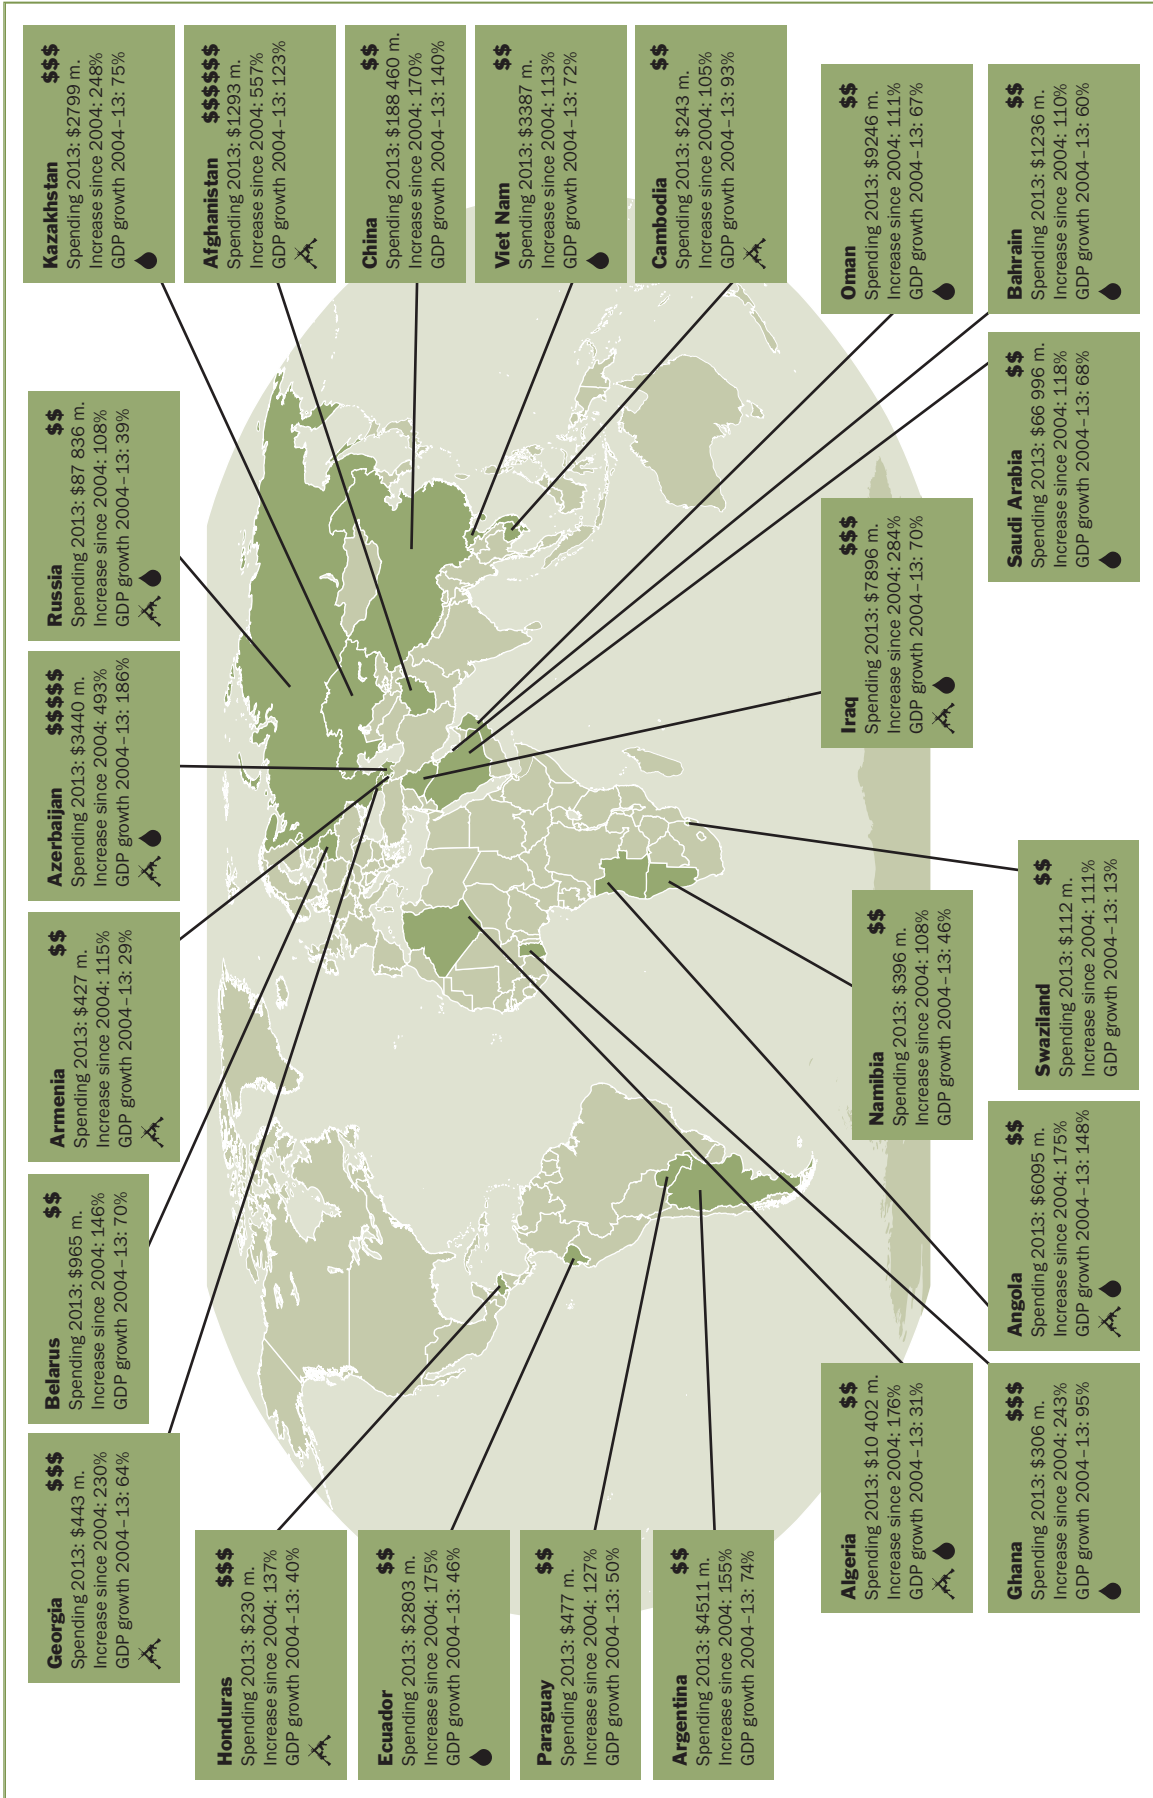 Georgia $$$
Spending 2013: $443 m.
Increase since 2004: 230%
GDP growth 2004–13: 64%
Belarus $$
Spending 2013: $965 m.
Increase since 2004: 146%
GDP growth 2004–13: 70%
Armenia $$
Spending 2013: $427 m.
Increase since 2004: 115%
GDP growth 2004–13: 29%
Azerbaijan $$$$$
Spending 2013: $3440 m.
Increase since 2004: 493%
GDP growth 2004–13: 186%
Russia $$
Spending 2013: $87 836 m.
Increase since 2004: 108%
GDP growth 2004–13: 39%
Kazakhstan $$$
Spending 2013: $2799 m.
Increase since 2004: 248%
GDP growth 2004–13: 75%
Afghanistan $$$$$$
Spending 2013: $1293 m.
Increase since 2004: 557%
GDP growth 2004–13: 123%
China $$
Spending 2013: $188 460 m.
Increase since 2004: 170%
GDP growth 2004–13: 140%
Viet Nam $$
Spending 2013: $3387 m.
Increase since 2004: 113%
GDP growth 2004–13: 72%
Cambodia $$
Spending 2013: $243 m.
Increase since 2004: 105%
GDP growth 2004–13: 93%
Honduras $$$
Spending 2013: $230 m.
Increase since 2004: 137%
GDP growth 2004–13: 40%
Ecuador $$
Spending 2013: $2803 m.
Increase since 2004: 175%
GDP growth 2004–13: 46%
Paraguay $$
Spending 2013: $477 m.
Increase since 2004: 127%
GDP growth 2004–13: 50%
Argentina $$
Spending 2013: $4511 m.
Increase since 2004: 155%
GDP growth 2004–13: 74%
Algeria $$
Spending 2013: $10 402 m.
Increase since 2004: 176%
GDP growth 2004–13: 31%
Ghana $$$
Spending 2013: $306 m.
Increase since 2004: 243%
GDP growth 2004–13: 95%
Angola $$
Spending 2013: $6095 m.
Increase since 2004: 175%
GDP growth 2004–13: 148%
Namibia $$
Spending 2013: $396 m.
Increase since 2004: 108%
GDP growth 2004–13: 46%
Swaziland $$
Spending 2013: $112 m.
Increase since 2004: 111%
GDP growth 2004–13: 13%
Iraq $$$
Spending 2013: $7896 m.
Increase since 2004: 284%
GDP growth 2004–13: 70%
Saudi Arabia $$
Spending 2013: $66 996 m.
Increase since 2004: 118%
GDP growth 2004–13: 68%
Oman $$
Spending 2013: $9246 m.
Increase since 2004: 111%
GDP growth 2004–13: 67%
Bahrain $$
Spending 2013: $1236 m.
Increase since 2004: 110%
GDP growth 2004–13: 60%